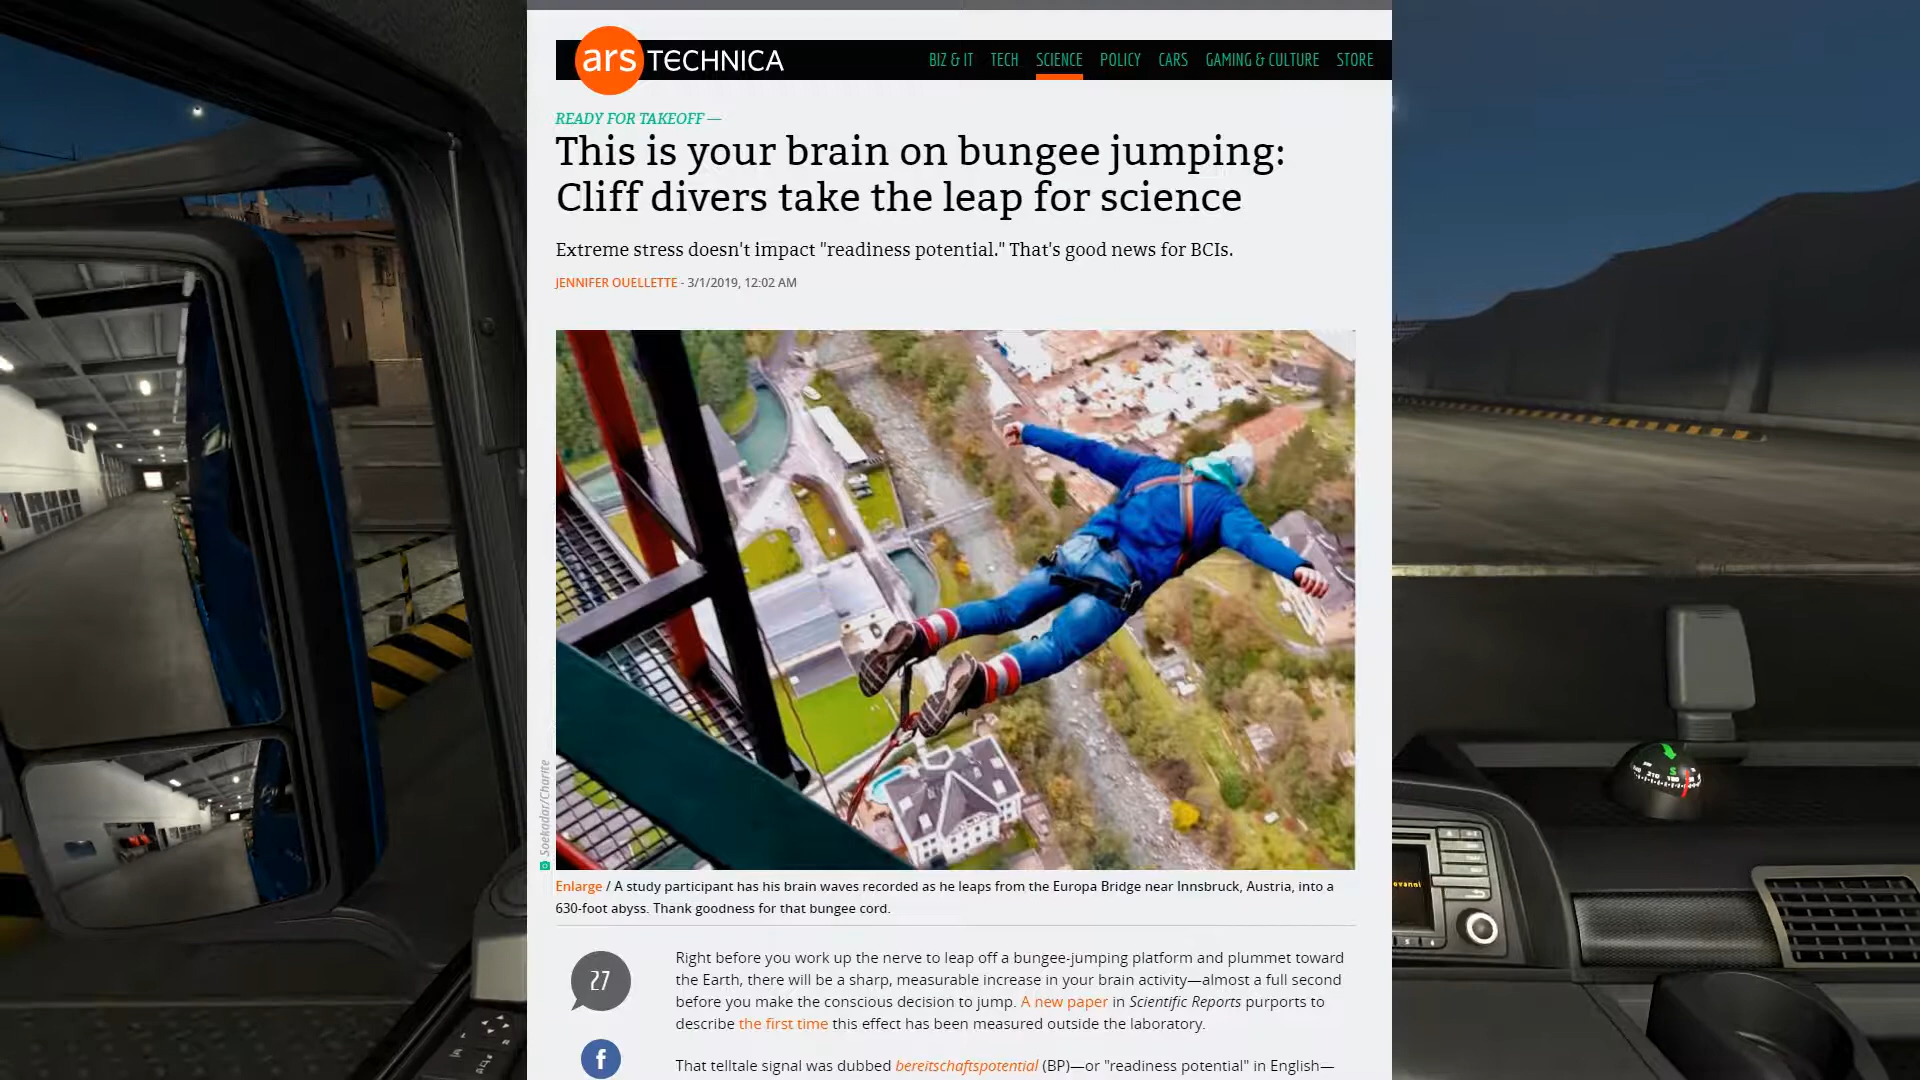 ars TECHNICA
BIZ & IT TECH SCIENCE POLICY CARS GAMING & CULTURE STORE
READY FOR TAKEOFF —
This is your brain on bungee jumping:
Cliff divers take the leap for science
Extreme stress doesn't impact "readiness potential." That's good news for BCIs.
JENNIFER OUELLETTE - 3/1/2019, 12:02 AM
Soekadar/Charité
Enlarge / A study participant has his brain waves recorded as he leaps from the Europa Bridge near Innsbruck, Austria, into a
630-foot abyss. Thank goodness for that bungee cord.
27
Right before you work up the nerve to leap off a bungee-jumping platform and plummet toward
the Earth, there will be a sharp, measurable increase in your brain activity—almost a full second
before you make the conscious decision to jump. A new paper in Scientific Reports purports to
describe the first time this effect has been measured outside the laboratory.
f
That telltale signal was dubbed bereitschaftspotential (BP)—or "readiness potential" in English—
S